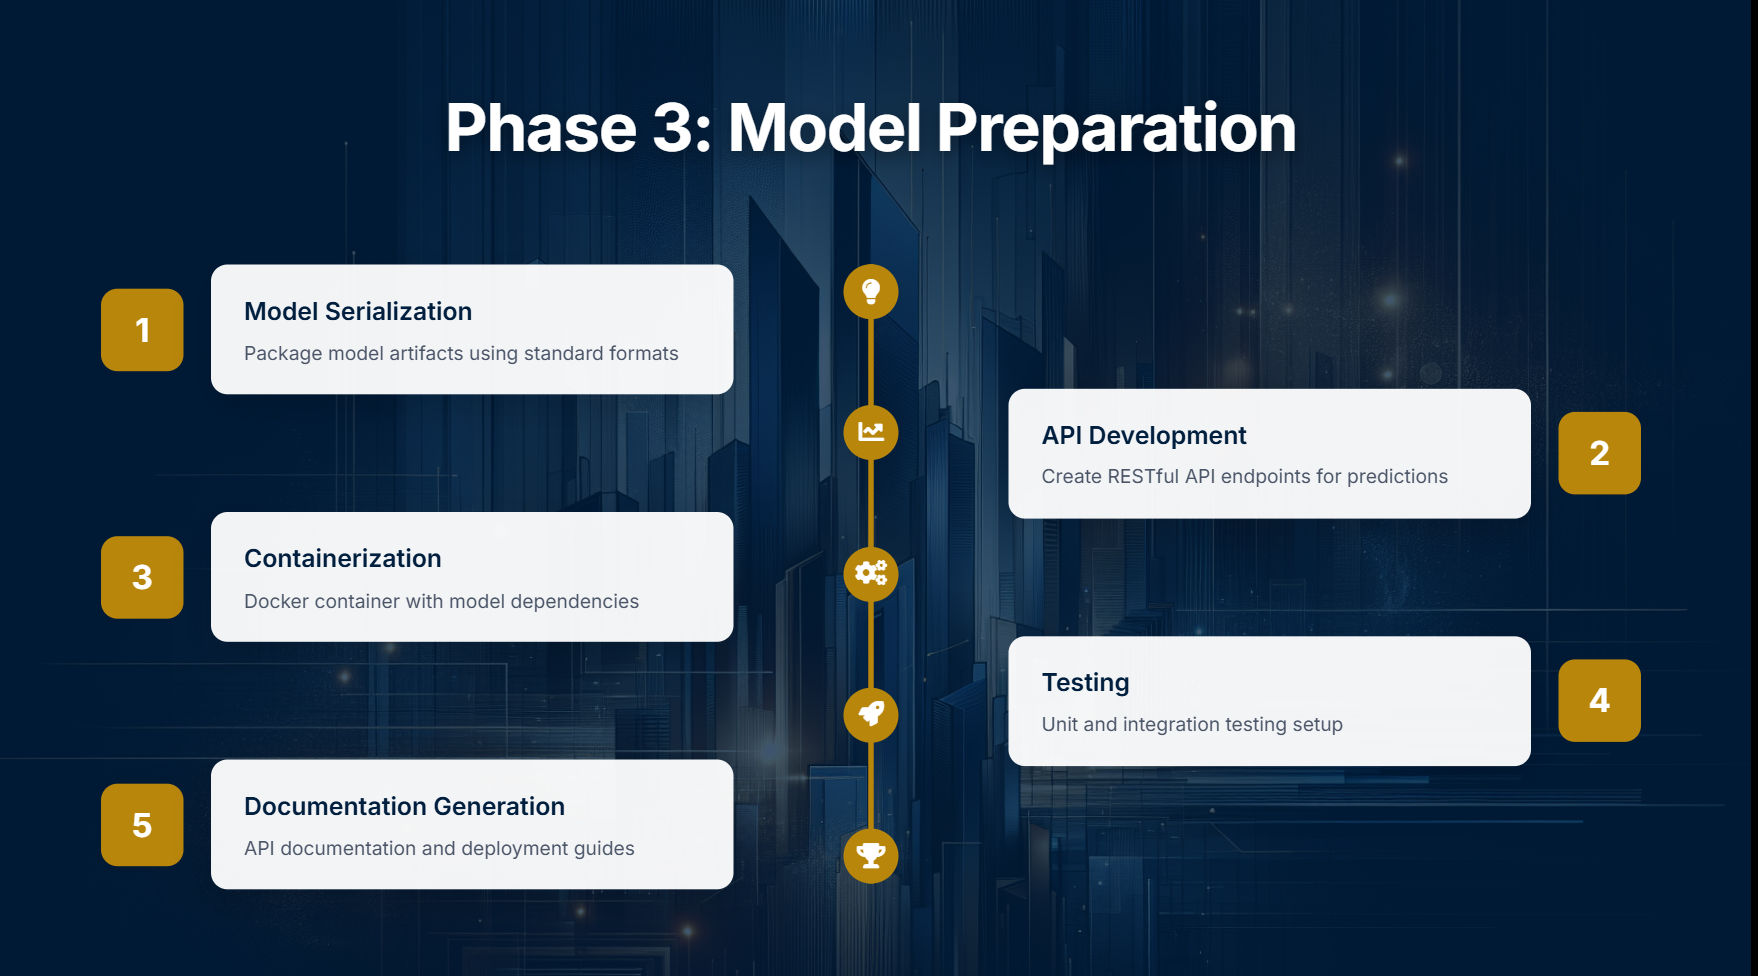 Phase 3: Model Preparation
1
Model Serialization
Package model artifacts using standard formats
API Development
Create RESTful API endpoints for predictions
2
3
Containerization
Docker container with model dependencies
Testing
Unit and integration testing setup
4
5
Documentation Generation
API documentation and deployment guides